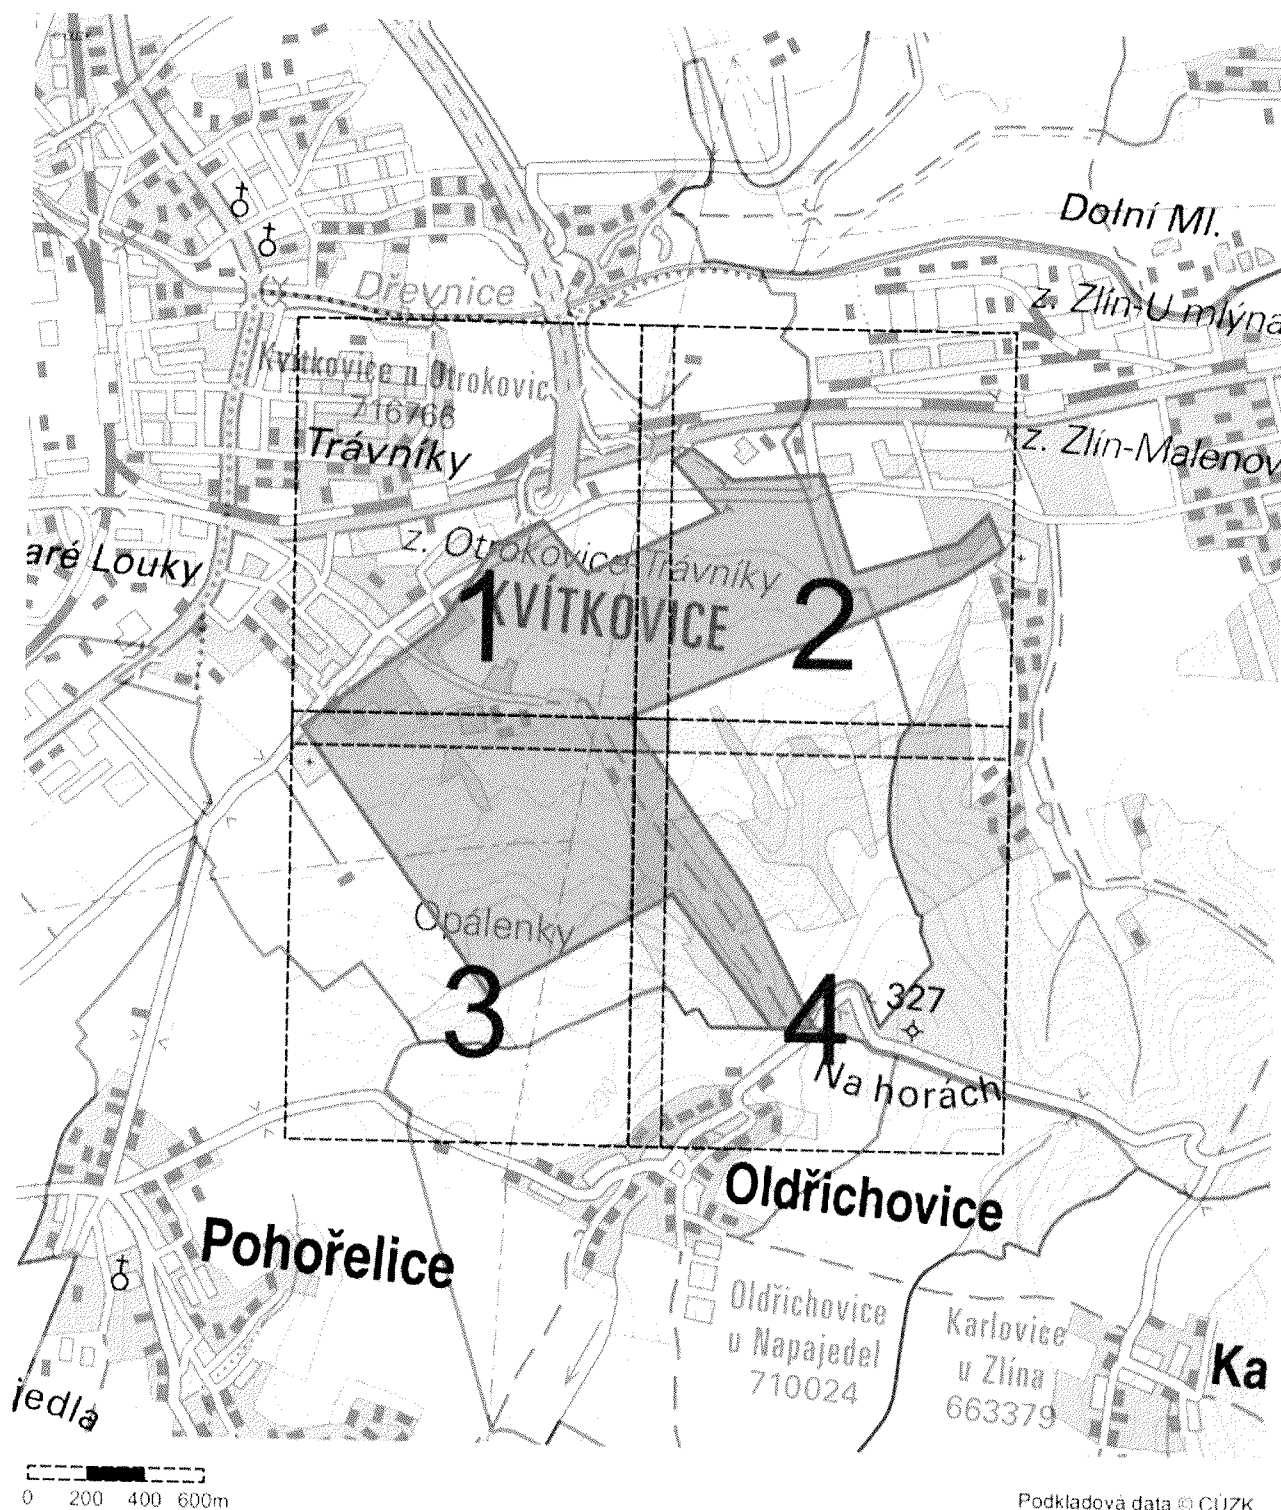 Dolní Ml.
Dřevnice
z. Zlín-U mlýna
Kvítkovice u Otrokovic
716766
Trávníky
z. Zlín-Malenov
z. Otrokovice-Trávníky
aré Louky
1
KVÍTKOVICE
2
Opálenky
3
4
327
Na horách
Oldřichovice
Pohořelice
Oldřichovice
u Napajedel
710024
Karlovice
u Zlína
663379
Ka
jedla
0 200 400 600m
Podkladová data © ČÚZK